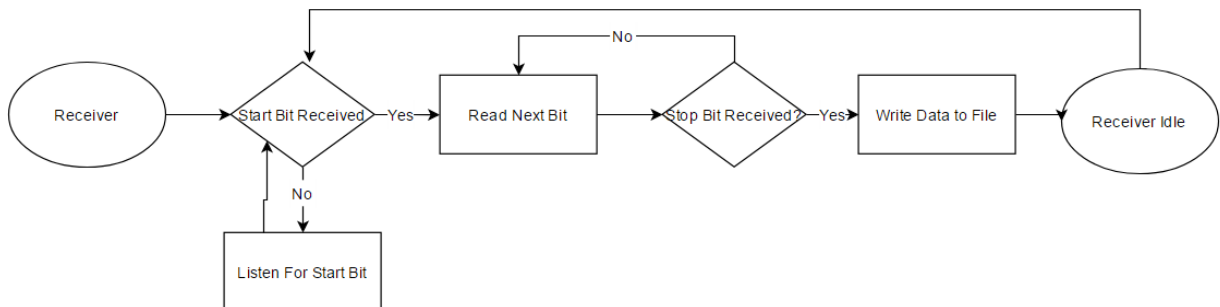 No
Receiver
Start Bit Received
Yes
Read Next Bit
Stop Bit Received?
Yes
Write Data to File
Receiver Idle
No
Listen For Start Bit